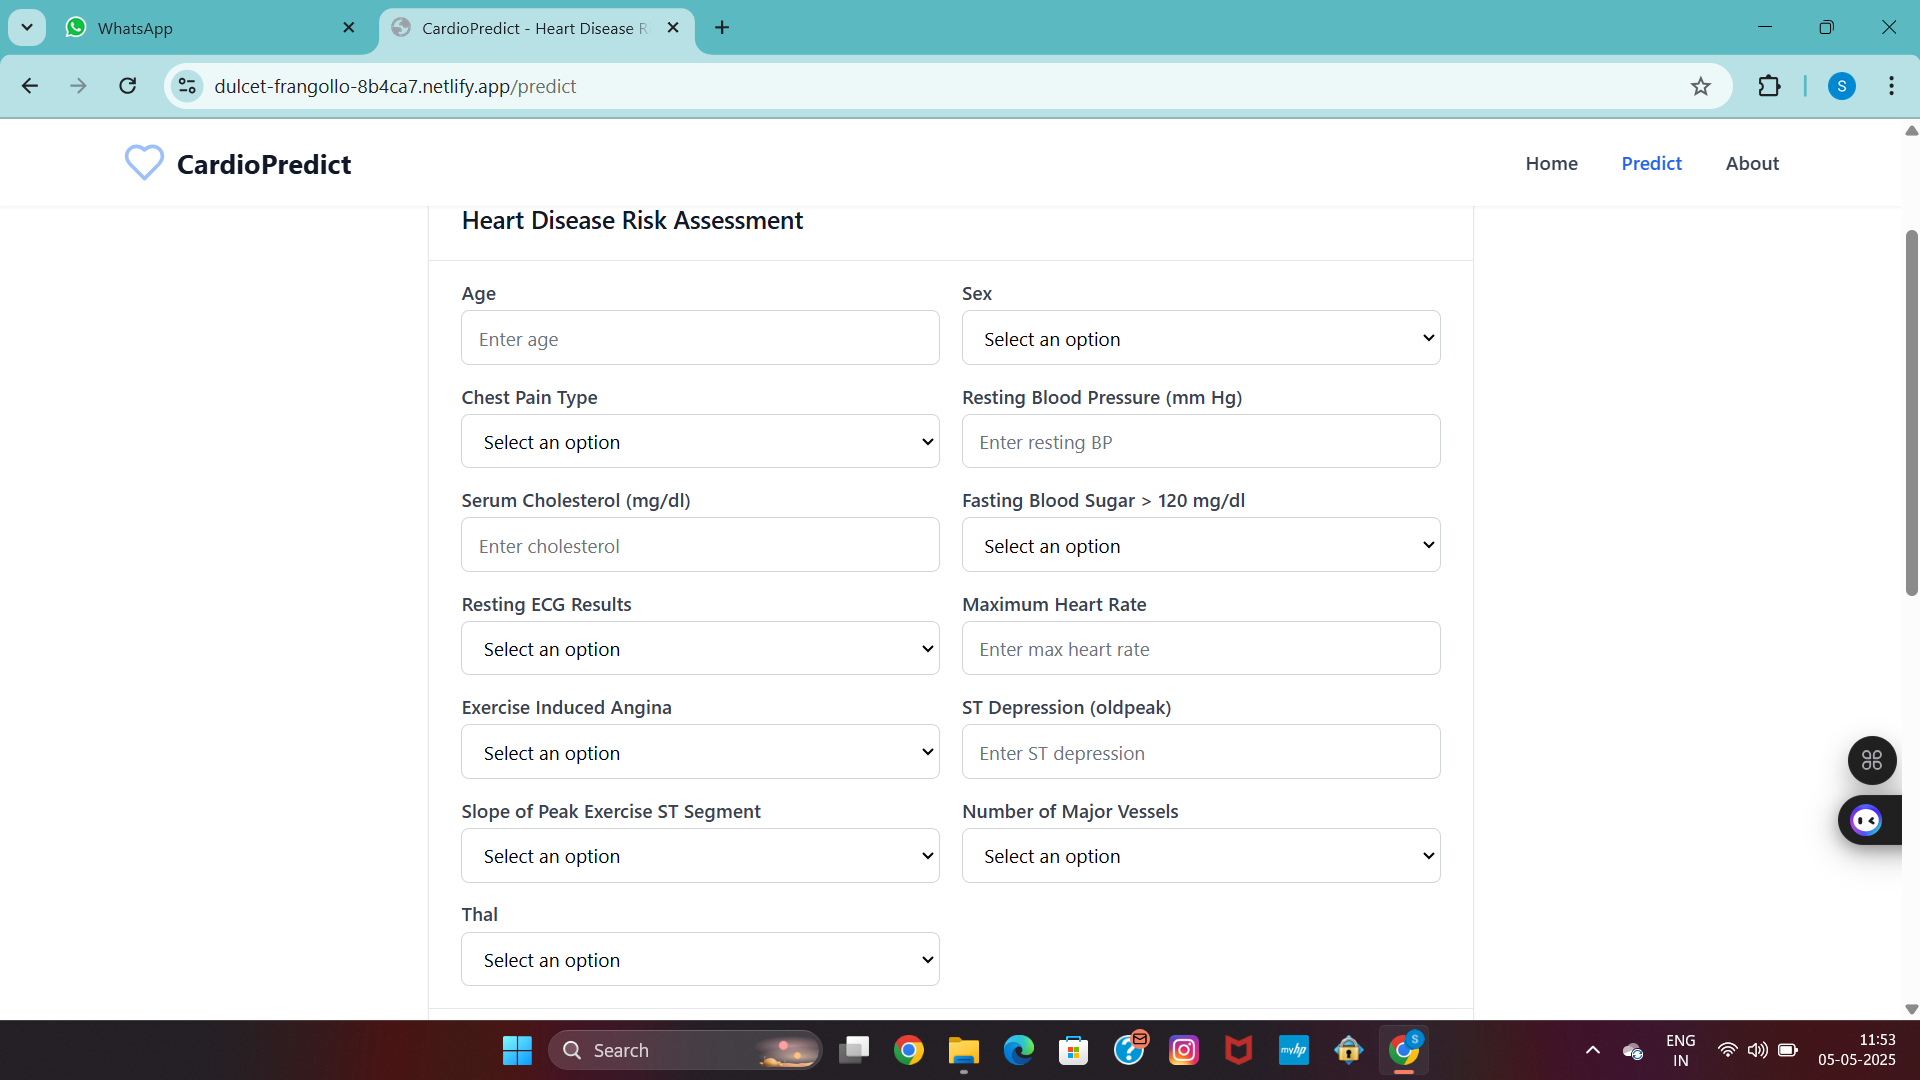 WhatsApp
CardioPredict - Heart Disease R
dulcet-frangollo-8b4ca7.netlify.app/predict
S
CardioPredict
Home
Predict
About
Heart Disease Risk Assessment
Age
Sex
Enter age
Select an option
Chest Pain Type
Resting Blood Pressure (mm Hg)
Select an option
Enter resting BP
Serum Cholesterol (mg/dl)
Fasting Blood Sugar > 120 mg/dl
Enter cholesterol
Select an option
Resting ECG Results
Maximum Heart Rate
Select an option
Enter max heart rate
Exercise Induced Angina
ST Depression (oldpeak)
Select an option
Enter ST depression
Slope of Peak Exercise ST Segment
Number of Major Vessels
Select an option
Select an option
Thal
Select an option
Search
myhp
S
ENG
IN
11:53
05-05-2025